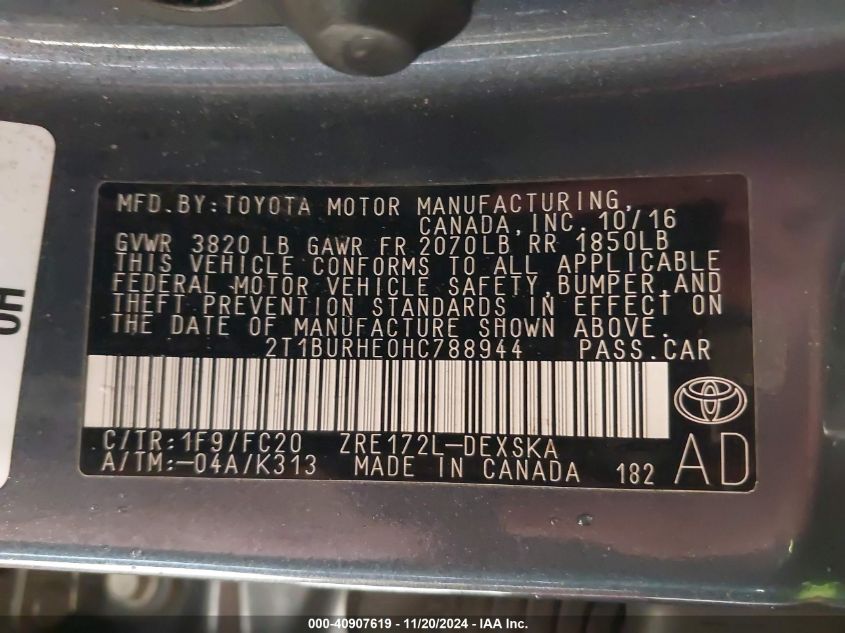 MFD.BY:TOYOTA MOTOR MANUFACTURING,
CANADA,INC. 10/16
GVWR 3820 LB GAWR FR 2070LB RR 1850LB
THIS VEHICLE CONFORMS TO ALL APPLICABLE
FEDERAL MOTOR VEHICLE SAFETY, BUMPER, AND
THEFT PREVENTION STANDARDS IN EFFECT ON
THE DATE OF MANUFACTURE SHOWN ABOVE.
2T1BURHE0HC788944 PASS.CAR
C/TR:1F9/FC20 ZRE172L-DEXSKA
A/TM:-04A/K313 MADE IN CANADA 182 AD
HO
000-40907619 - 11/20/2024 - IAA Inc.